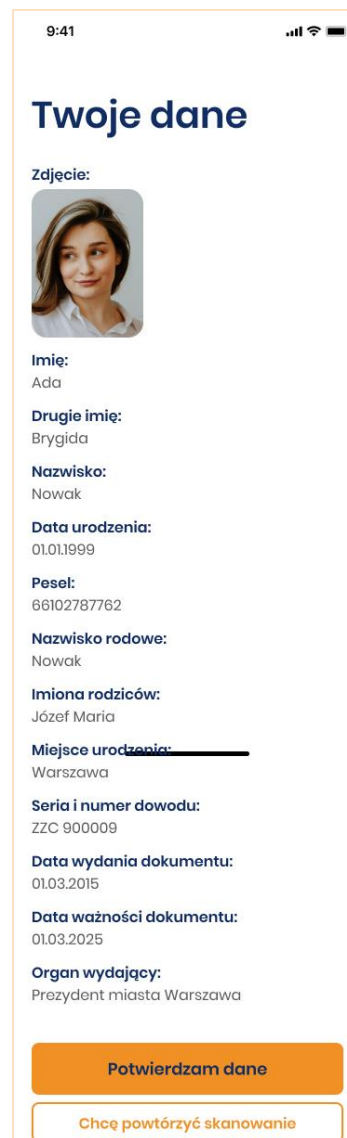 9:41
Twoje dane
Zdjęcie:
Imię:
Ada
Drugie imię:
Brygida
Nazwisko:
Nowak
Data urodzenia:
01.01.1999
Pesel:
66102787762
Nazwisko rodowe:
Nowak
Imiona rodziców:
Józef Maria
Miejsce urodzenia:
Warszawa
Seria i numer dowodu:
ZZC 900009
Data wydania dokumentu:
01.03.2015
Data ważności dokumentu:
01.03.2025
Organ wydający:
Prezydent miasta Warszawa
Potwierdzam dane
Chcę powtórzyć skanowanie